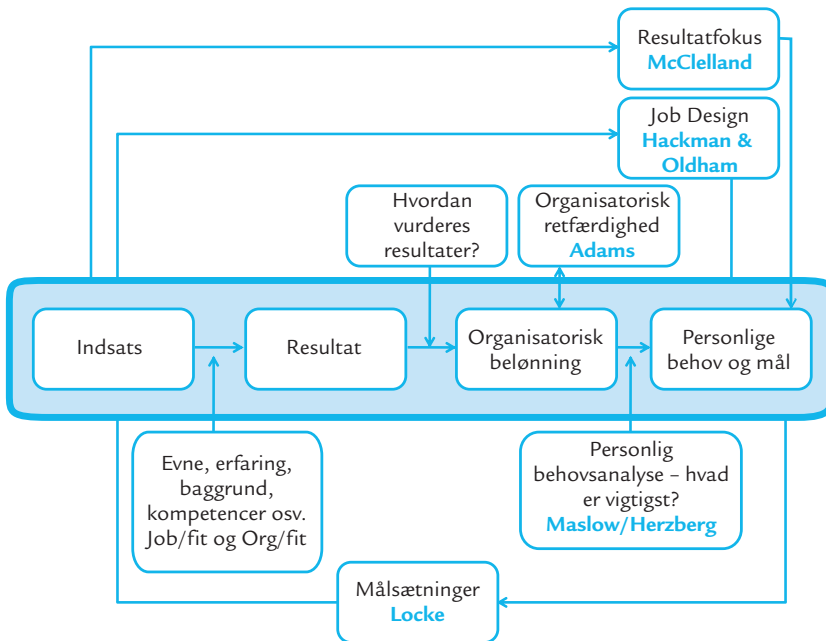 Resultatfokus
McClelland
Job Design
Hackman &
Oldham
Hvordan
vurderes
resultater?
Organisatorisk
retfærdighed
Adams
Indsats
Resultat
Organisatorisk
belønning
Personlige
behov og mål
Evne, erfaring,
baggrund,
kompetencer osv.
Job/fit og Org/fit
Personlig
behovsanalyse – hvad
er vigtigst?
Maslow/Herzberg
Målsætninger
Locke